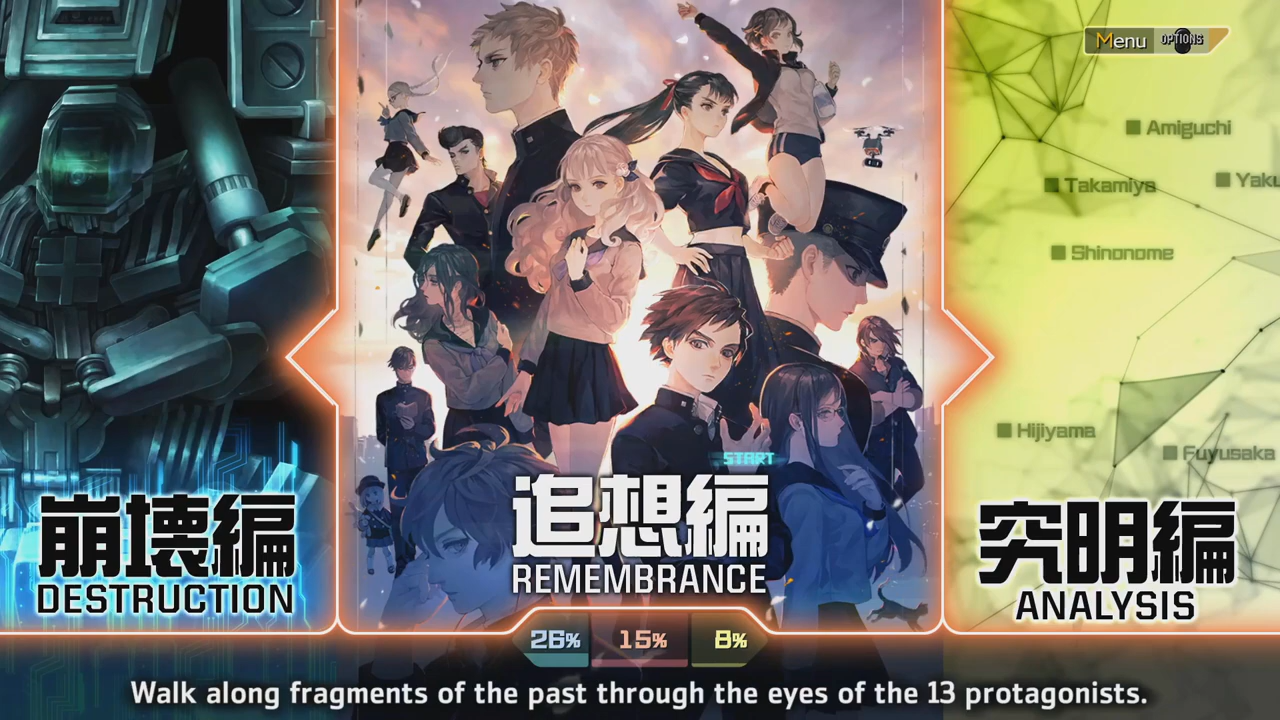 Menu OPTIONS
Amiguchi
Takamiya
Yaku
Shinonome
Hijiyama
Fuyusaka
START
崩壊編
DESTRUCTION
追想編
REMEMBRANCE
究明編
ANALYSIS
26% 15% 8%
Walk along fragments of the past through the eyes of the 13 protagonists.